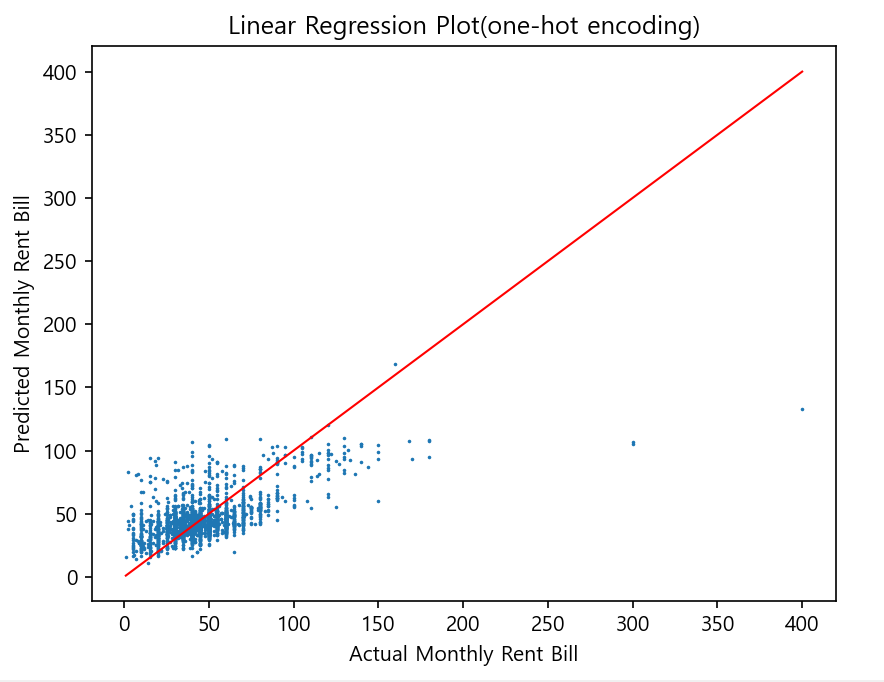 Linear Regression Plot(one-hot encoding)
400
350
300
250
200
150
100
50
0
Predicted Monthly Rent Bill
0 50 100 150 200 250 300 350 400
Actual Monthly Rent Bill